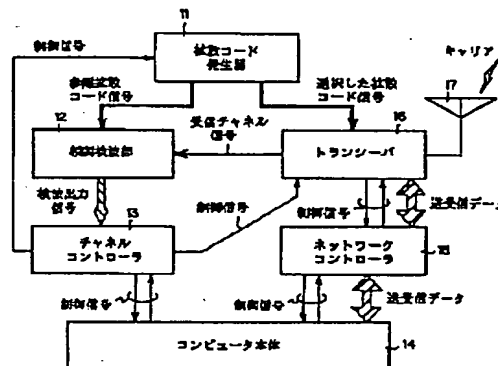 11
制御信号
拡散コード
発生器
キャリア
参照拡散
コード信号
選択した拡散
コード信号
17
12
受信チャネル
信号
16
相関検波部
トランシーバ
検波出力
信号
制御信号
制御信号
送受信データ
13
チャネル
コントローラ
ネットワーク
コントローラ
15
制御信号
制御信号
送受信データ
コンピュータ本体
14